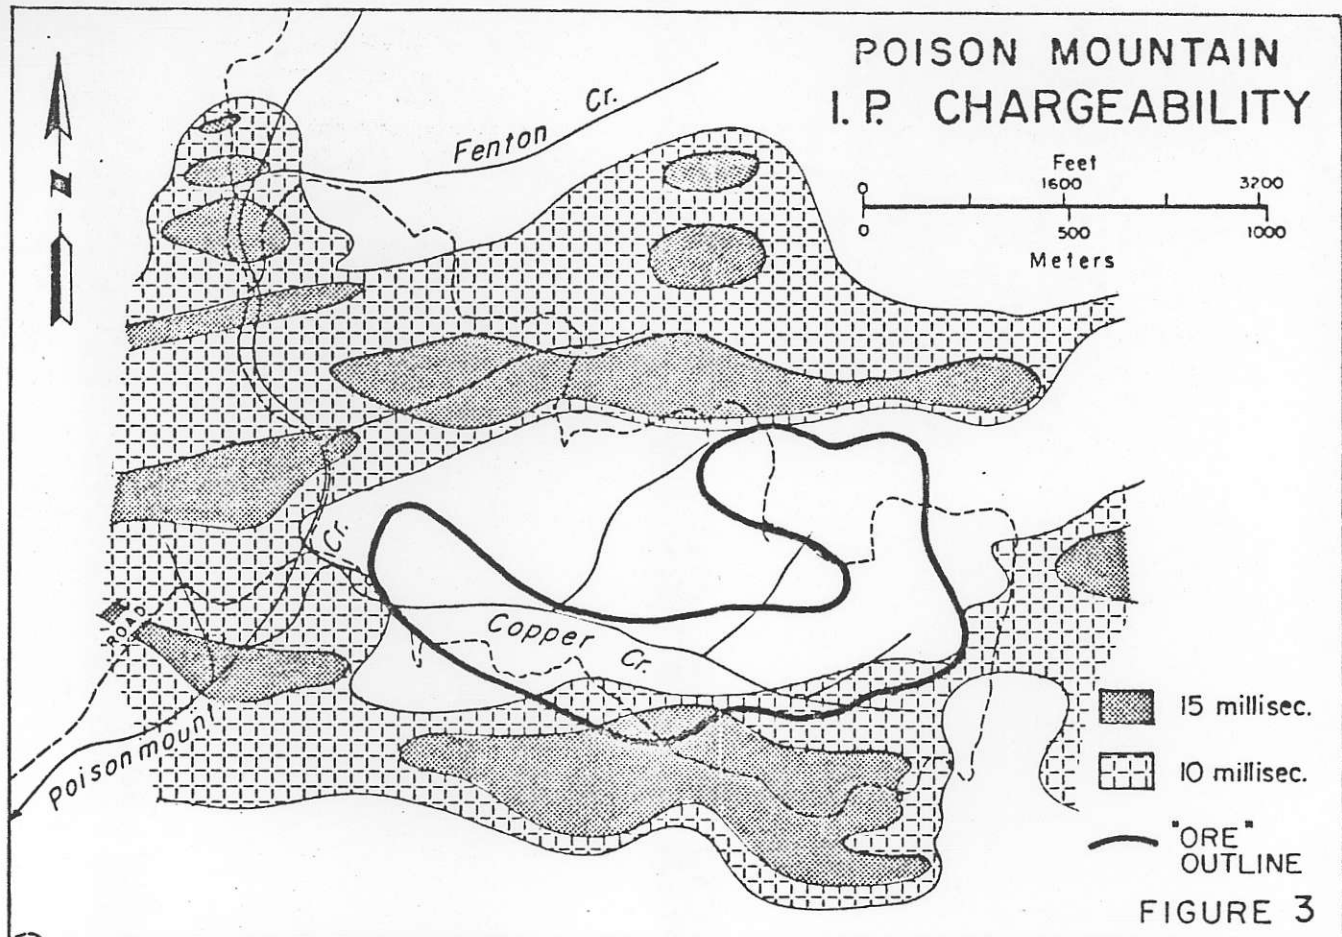 POISON MOUNTAIN
I.P. CHARGEABILITY
Feet
0 1600 3200
0 500 1000
Meters
N
Fenton Cr.
Cr.
Copper Cr.
ROAD
Poisonmount
15 millisec.
10 millisec.
"ORE"
OUTLINE
FIGURE 3